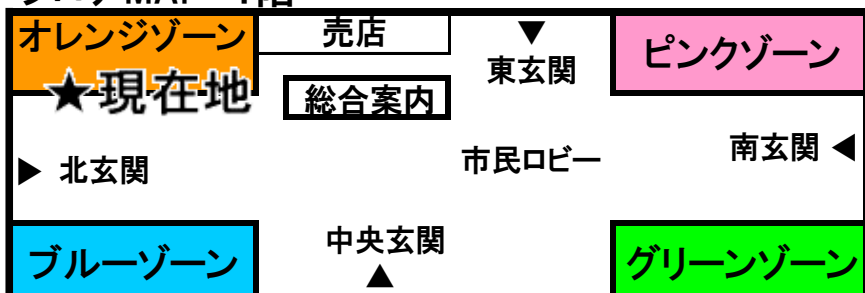 オレンジゾーン
売店
▼
東玄関
ピンクゾーン
★現在地
総合案内
▶ 北玄関
市民ロビー
南玄関 ◀
ブルーゾーン
中央玄関
▲
グリーンゾーン